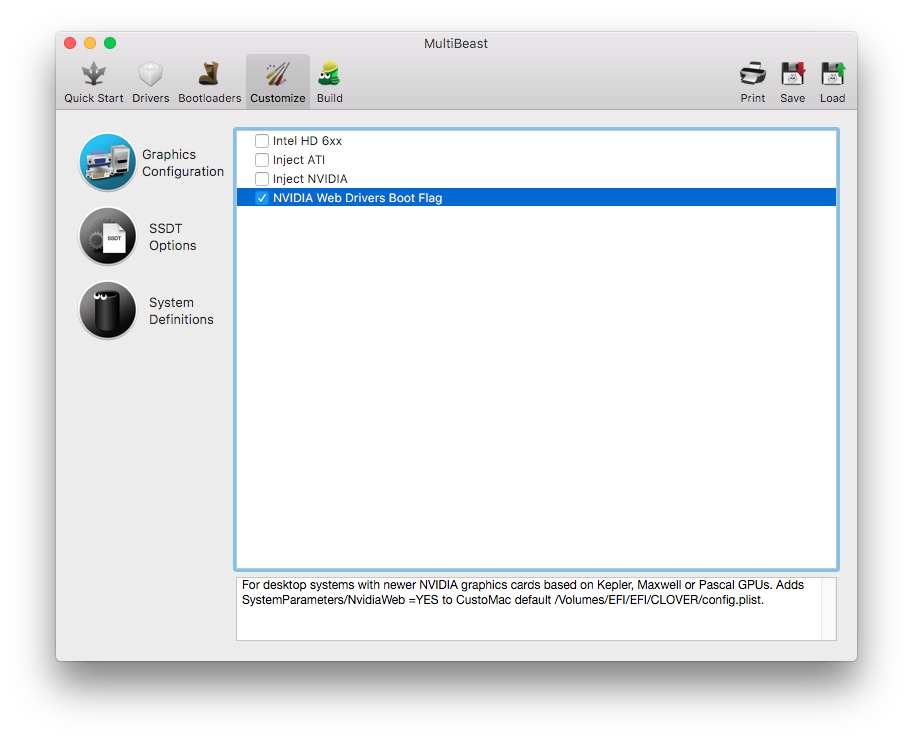 MultiBeast
Quick Start
Drivers
Bootloaders
Customize
Build
Print
Save
Load
Graphics
Configuration
SSDT
SSDT
Options
System
Definitions
Intel HD 6xx
Inject ATI
Inject NVIDIA
NVIDIA Web Drivers Boot Flag
For desktop systems with newer NVIDIA graphics cards based on Kepler, Maxwell or Pascal GPUs. Adds
SystemParameters/NvidiaWeb =YES to CustoMac default /Volumes/EFI/EFI/CLOVER/config.plist.